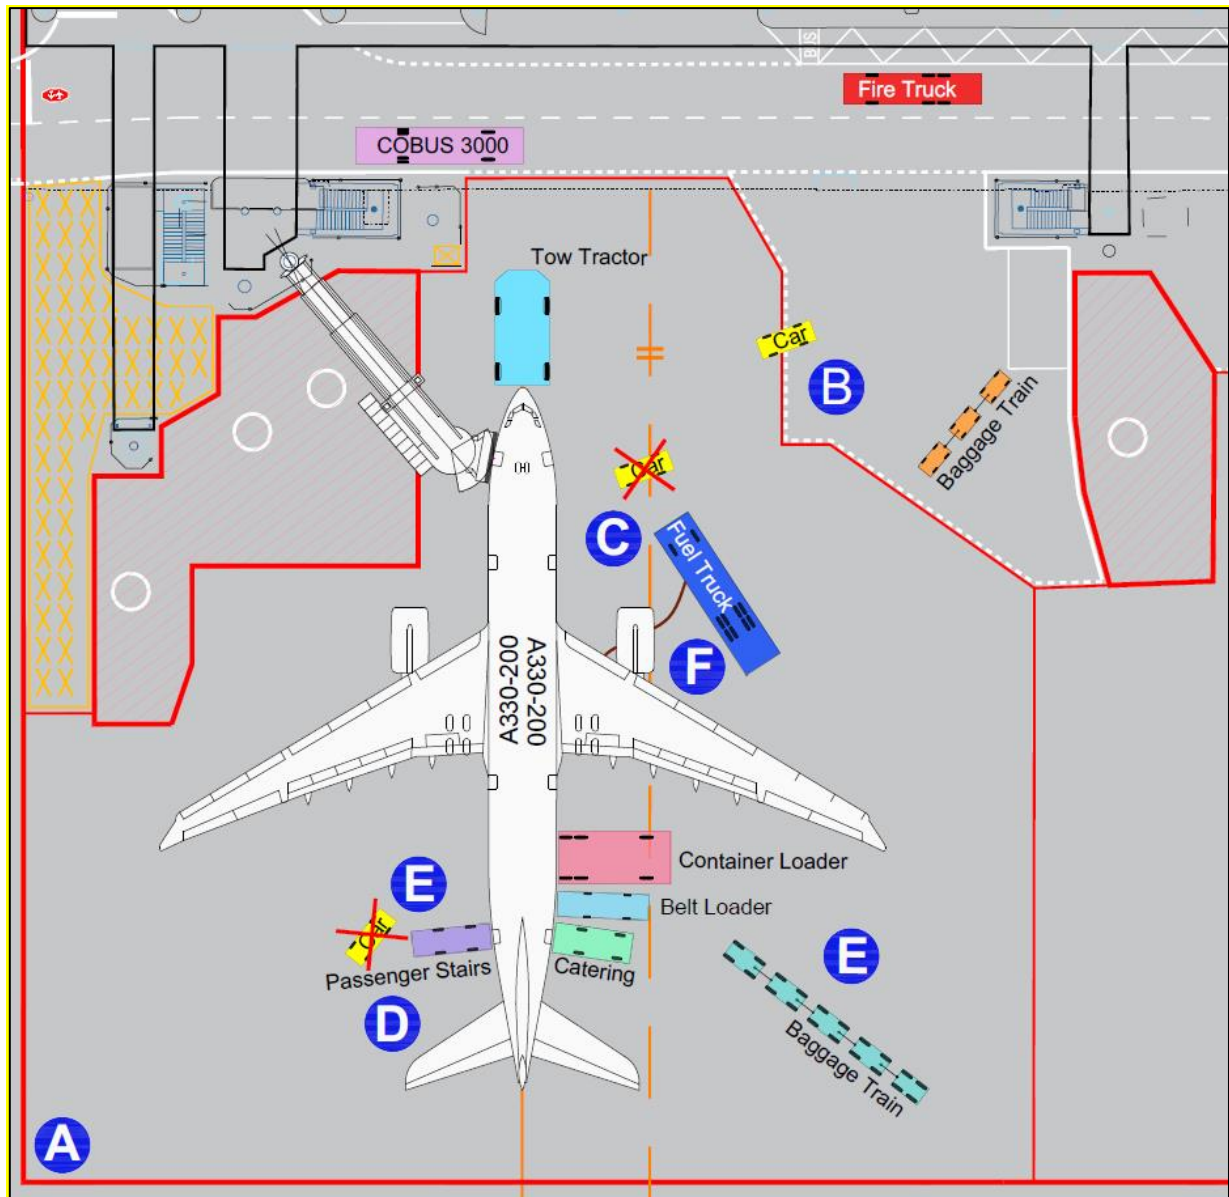 BUS
Fire Truck
COBUS 3000
Tow Tractor
Car
B
Baggage Train
Car
C
Fuel Truck
F
A330-200
A330-200
Container Loader
E
Belt Loader
Car
E
Passenger Stairs
Catering
D
Baggage Train
A